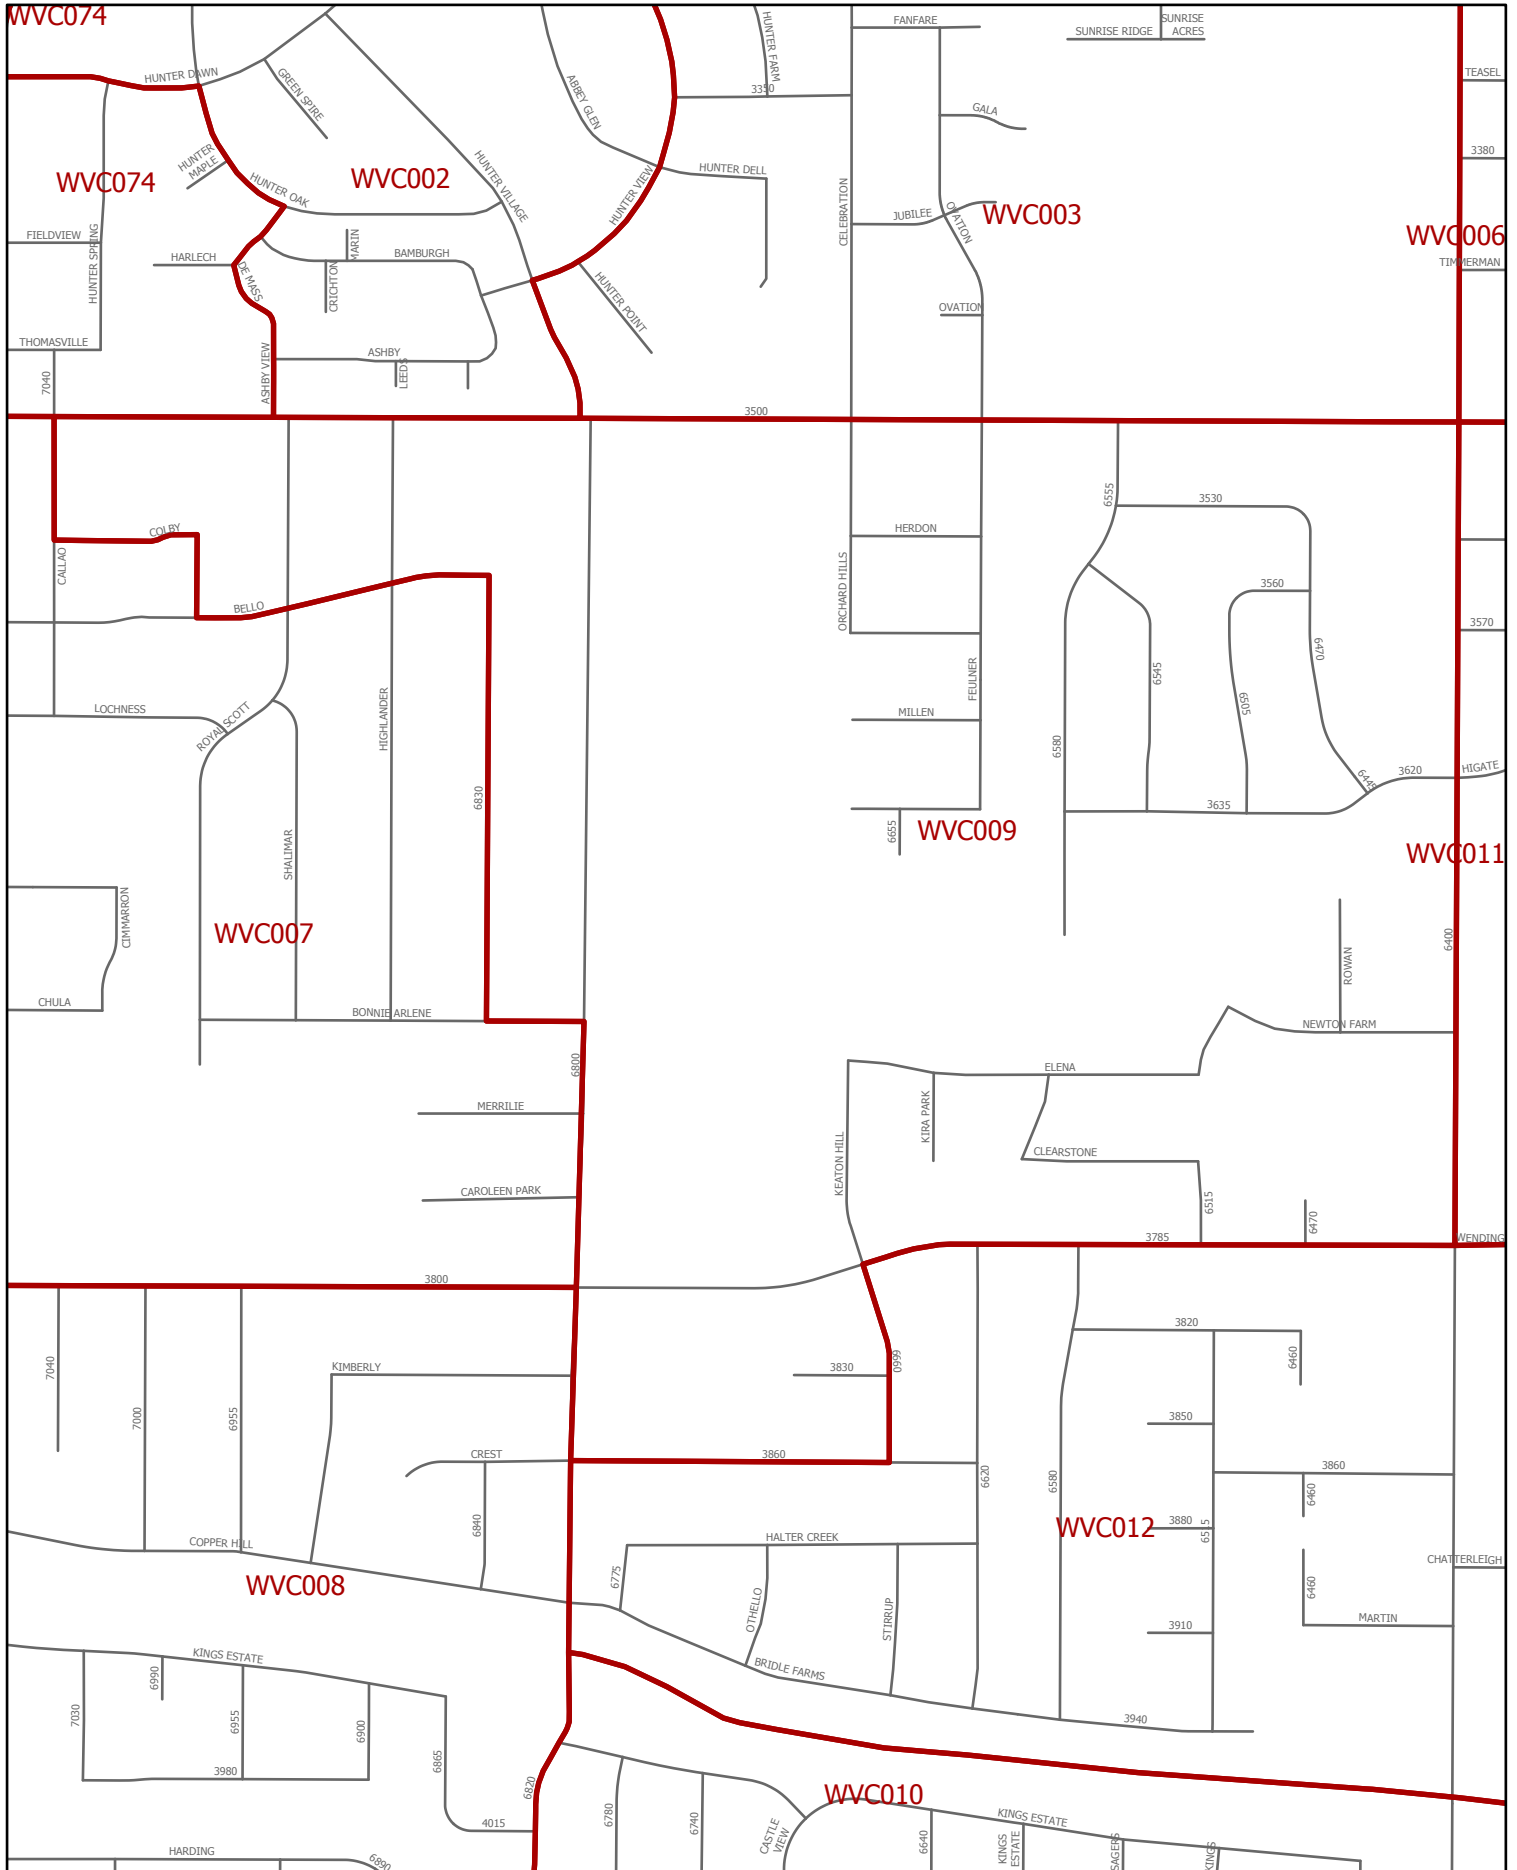 WVC074
FANFARE
SUNRISE
SUNRISE RIDGE
ACRES
HUNTER FARM
HUNTER DAWN
GREEN SPIRE
ABBEY GLEN
3350
TEASEL
GALA
HUNTER
MAPLE
HUNTER VILLAGE
3380
WVC074
WVC002
HUNTER OAK
HUNTER VIEW
HUNTER DELL
CELEBRATION
JUBILEE
OVATION
WVC003
WVC006
FIELDVIEW
HUNTER SPRING
HARLECH
DE MASS
MARIN
CRICHTON
BAMBURGH
HUNTER POINT
TIMMERMAN
OVATION
THOMASVILLE
7040
ASHBY VIEW
ASHBY
LEEDS
3500
6555
3530
COLBY
HERDON
CALLAO
ORCHARD HILLS
3560
BELLO
3570
6470
FEULNER
6545
6505
LOCHNESS
ROYAL SCOTT
HIGHLANDER
MILLEN
6580
6445
3620
HIGATE
6830
3635
6655
WVC009
SHALIMAR
WVC011
CIMMARRON
WVC007
6400
ROWAN
CHULA
BONNIE ARLENE
NEWTON FARM
6800
ELENA
MERRILIE
KIRA PARK
KEATON HILL
CLEARSTONE
CAROLEEN PARK
6515
6470
3785
WENDING
3800
3820
7040
KIMBERLY
3830
6660
6460
7000
6955
3850
CREST
3860
6620
6580
3860
6460
6840
WVC012
3880
6515
COPPER HILL
HALTER CREEK
CHATTERLEIGH
WVC008
6775
OTHELLO
STIRRUP
6460
MARTIN
3910
KINGS ESTATE
BRIDLE FARMS
6990
7030
6955
6900
3940
3980
6865
6820
WVC010
4015
6780
6740
CASTLE
VIEW
6640
KINGS ESTATE
KINGS
ESTATE
SAGERS
KINGS
HARDING
6890